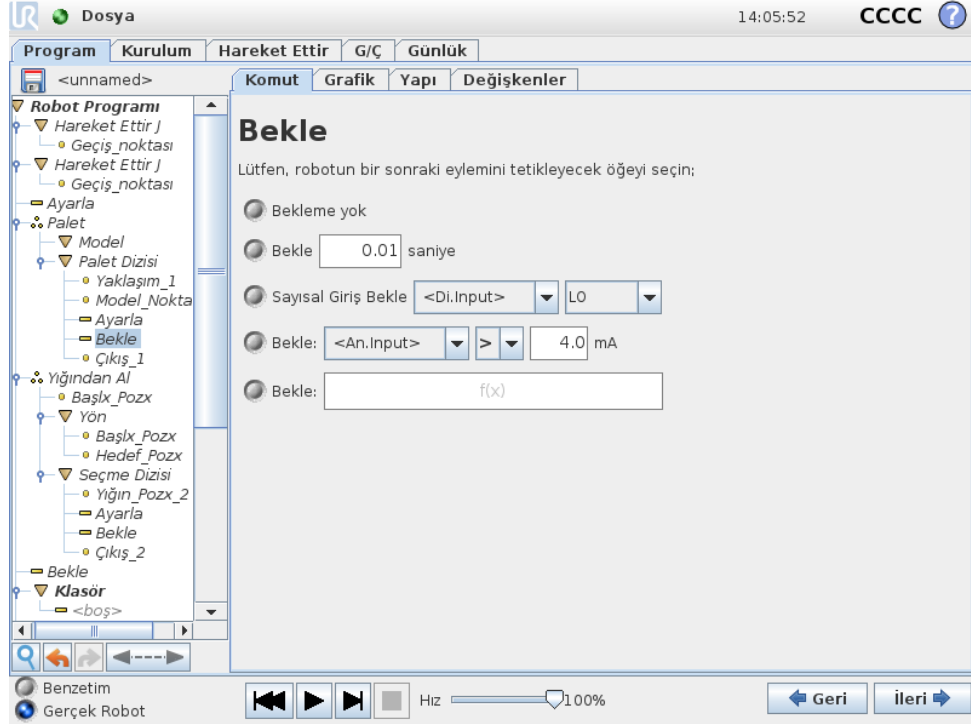 Dosya 14:05:52 CCCC ?
Program Kurulum Hareket Ettir G/Ç Günlük
<unnamed>
Komut Grafik Yapı Değişkenler
Robot Programı
Hareket Ettir J
Geçiş_noktası
Hareket Ettir J
Geçiş_noktası
Ayarla
Palet
Model
Palet Dizisi
Yaklaşım_1
Model_Nokta
Ayarla
Bekle
Çıkış_1
Yığından Al
Başlx_Pozx
Yön
Başlx_Pozx
Hedef_Pozx
Seçme Dizisi
Yığın_Pozx_2
Ayarla
Bekle
Çıkış_2
Bekle
Klasör
<boş>
Bekle
Lütfen, robotun bir sonraki eylemini tetikleyecek öğeyi seçin;
Bekleme yok
Bekle 0.01 saniye
Sayısal Giriş Bekle <Di.Input> LO
Bekle: <An.Input> > 4.0 mA
Bekle: f(x)
Benzetim
Gerçek Robot
Hız 100%
Geri İleri